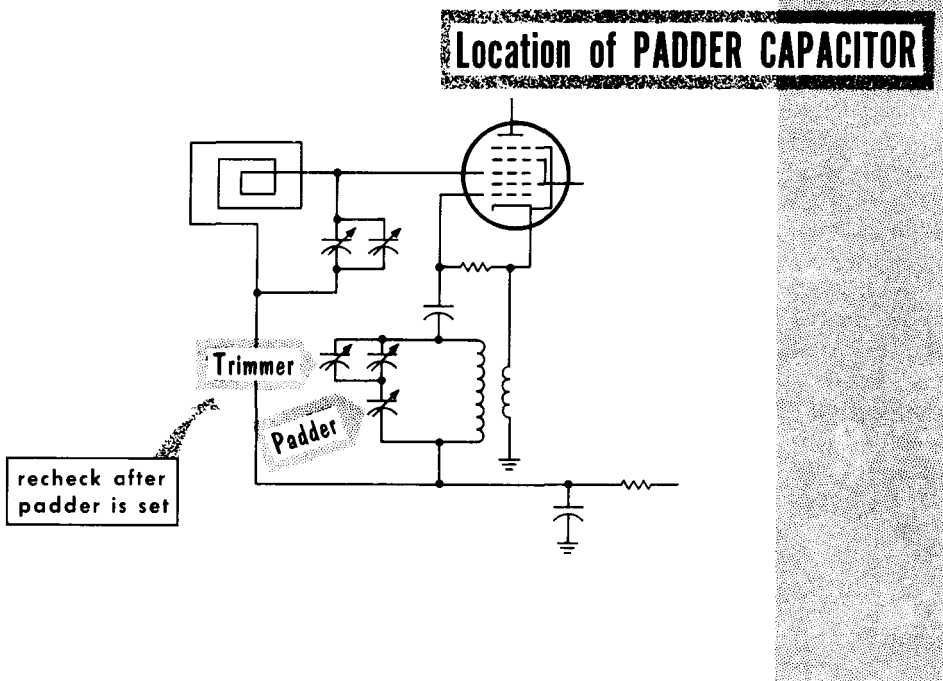 Location of PADDER CAPACITOR
Trimmer
Padder
recheck after
padder is set